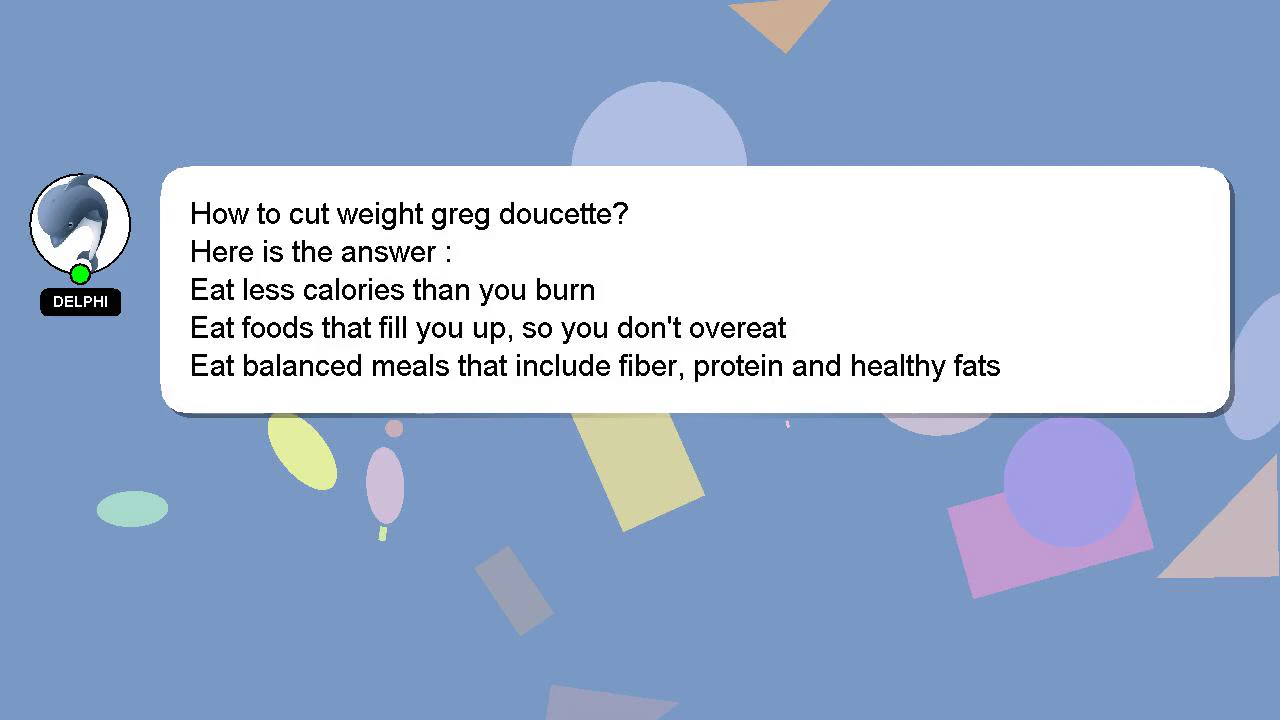 How to cut weight greg doucette?
Here is the answer :
Eat less calories than you burn
Eat foods that fill you up, so you don't overeat
Eat balanced meals that include fiber, protein and healthy fats
DELPHI